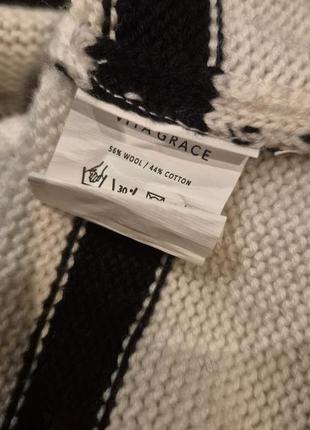 VITA GRACE
56% WOOL / 44% COTTON
30°